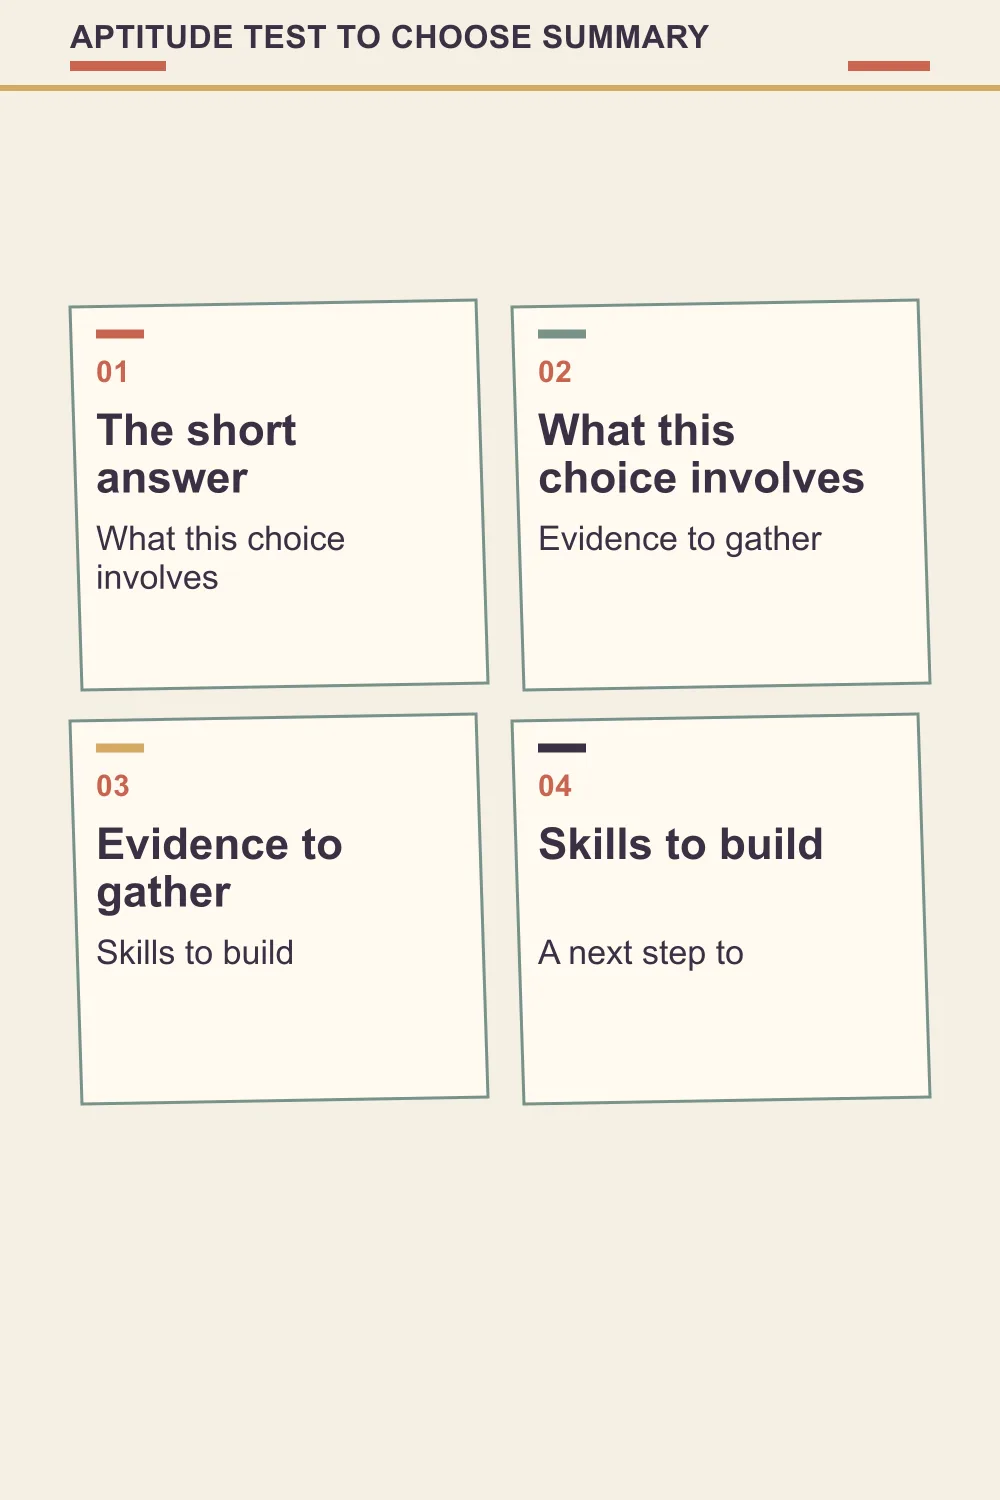 APTITUDE TEST TO CHOOSE SUMMARY
01
The short
answer
What this choice
involves
02
What this
choice involves
Evidence to gather
03
Evidence to
gather
Skills to build
04
Skills to build
A next step to